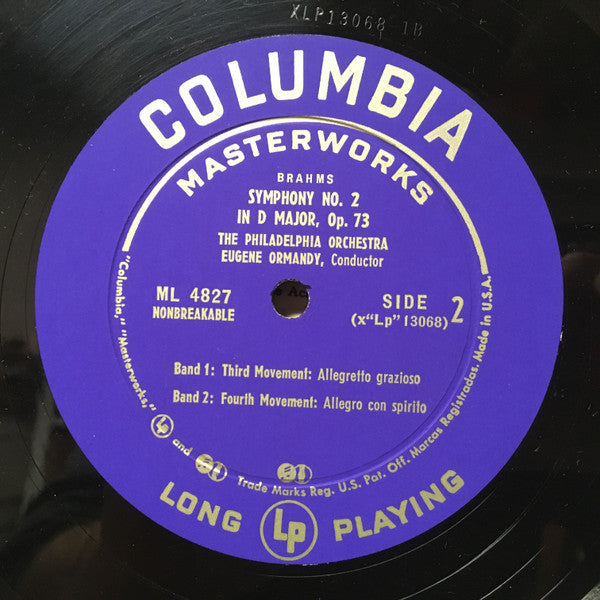 XLP13068 1B
COLUMBIA
MASTERWORKS
BRAHMS
SYMPHONY NO. 2
IN D MAJOR, Op. 73
THE PHILADELPHIA ORCHESTRA
EUGENE ORMANDY, Conductor
ML 4827
NONBREAKABLE
SIDE 2
(x“Lp” 13068)
Band 1: Third Movement: Allegretto grazioso
Band 2: Fourth Movement: Allegro con spirito
“Columbia,” “Masterworks,” Lp and Trade Marks Reg. U.S. Pat. Off. Marcas Registradas. Made in U.S.A.
LONG Lp PLAYING